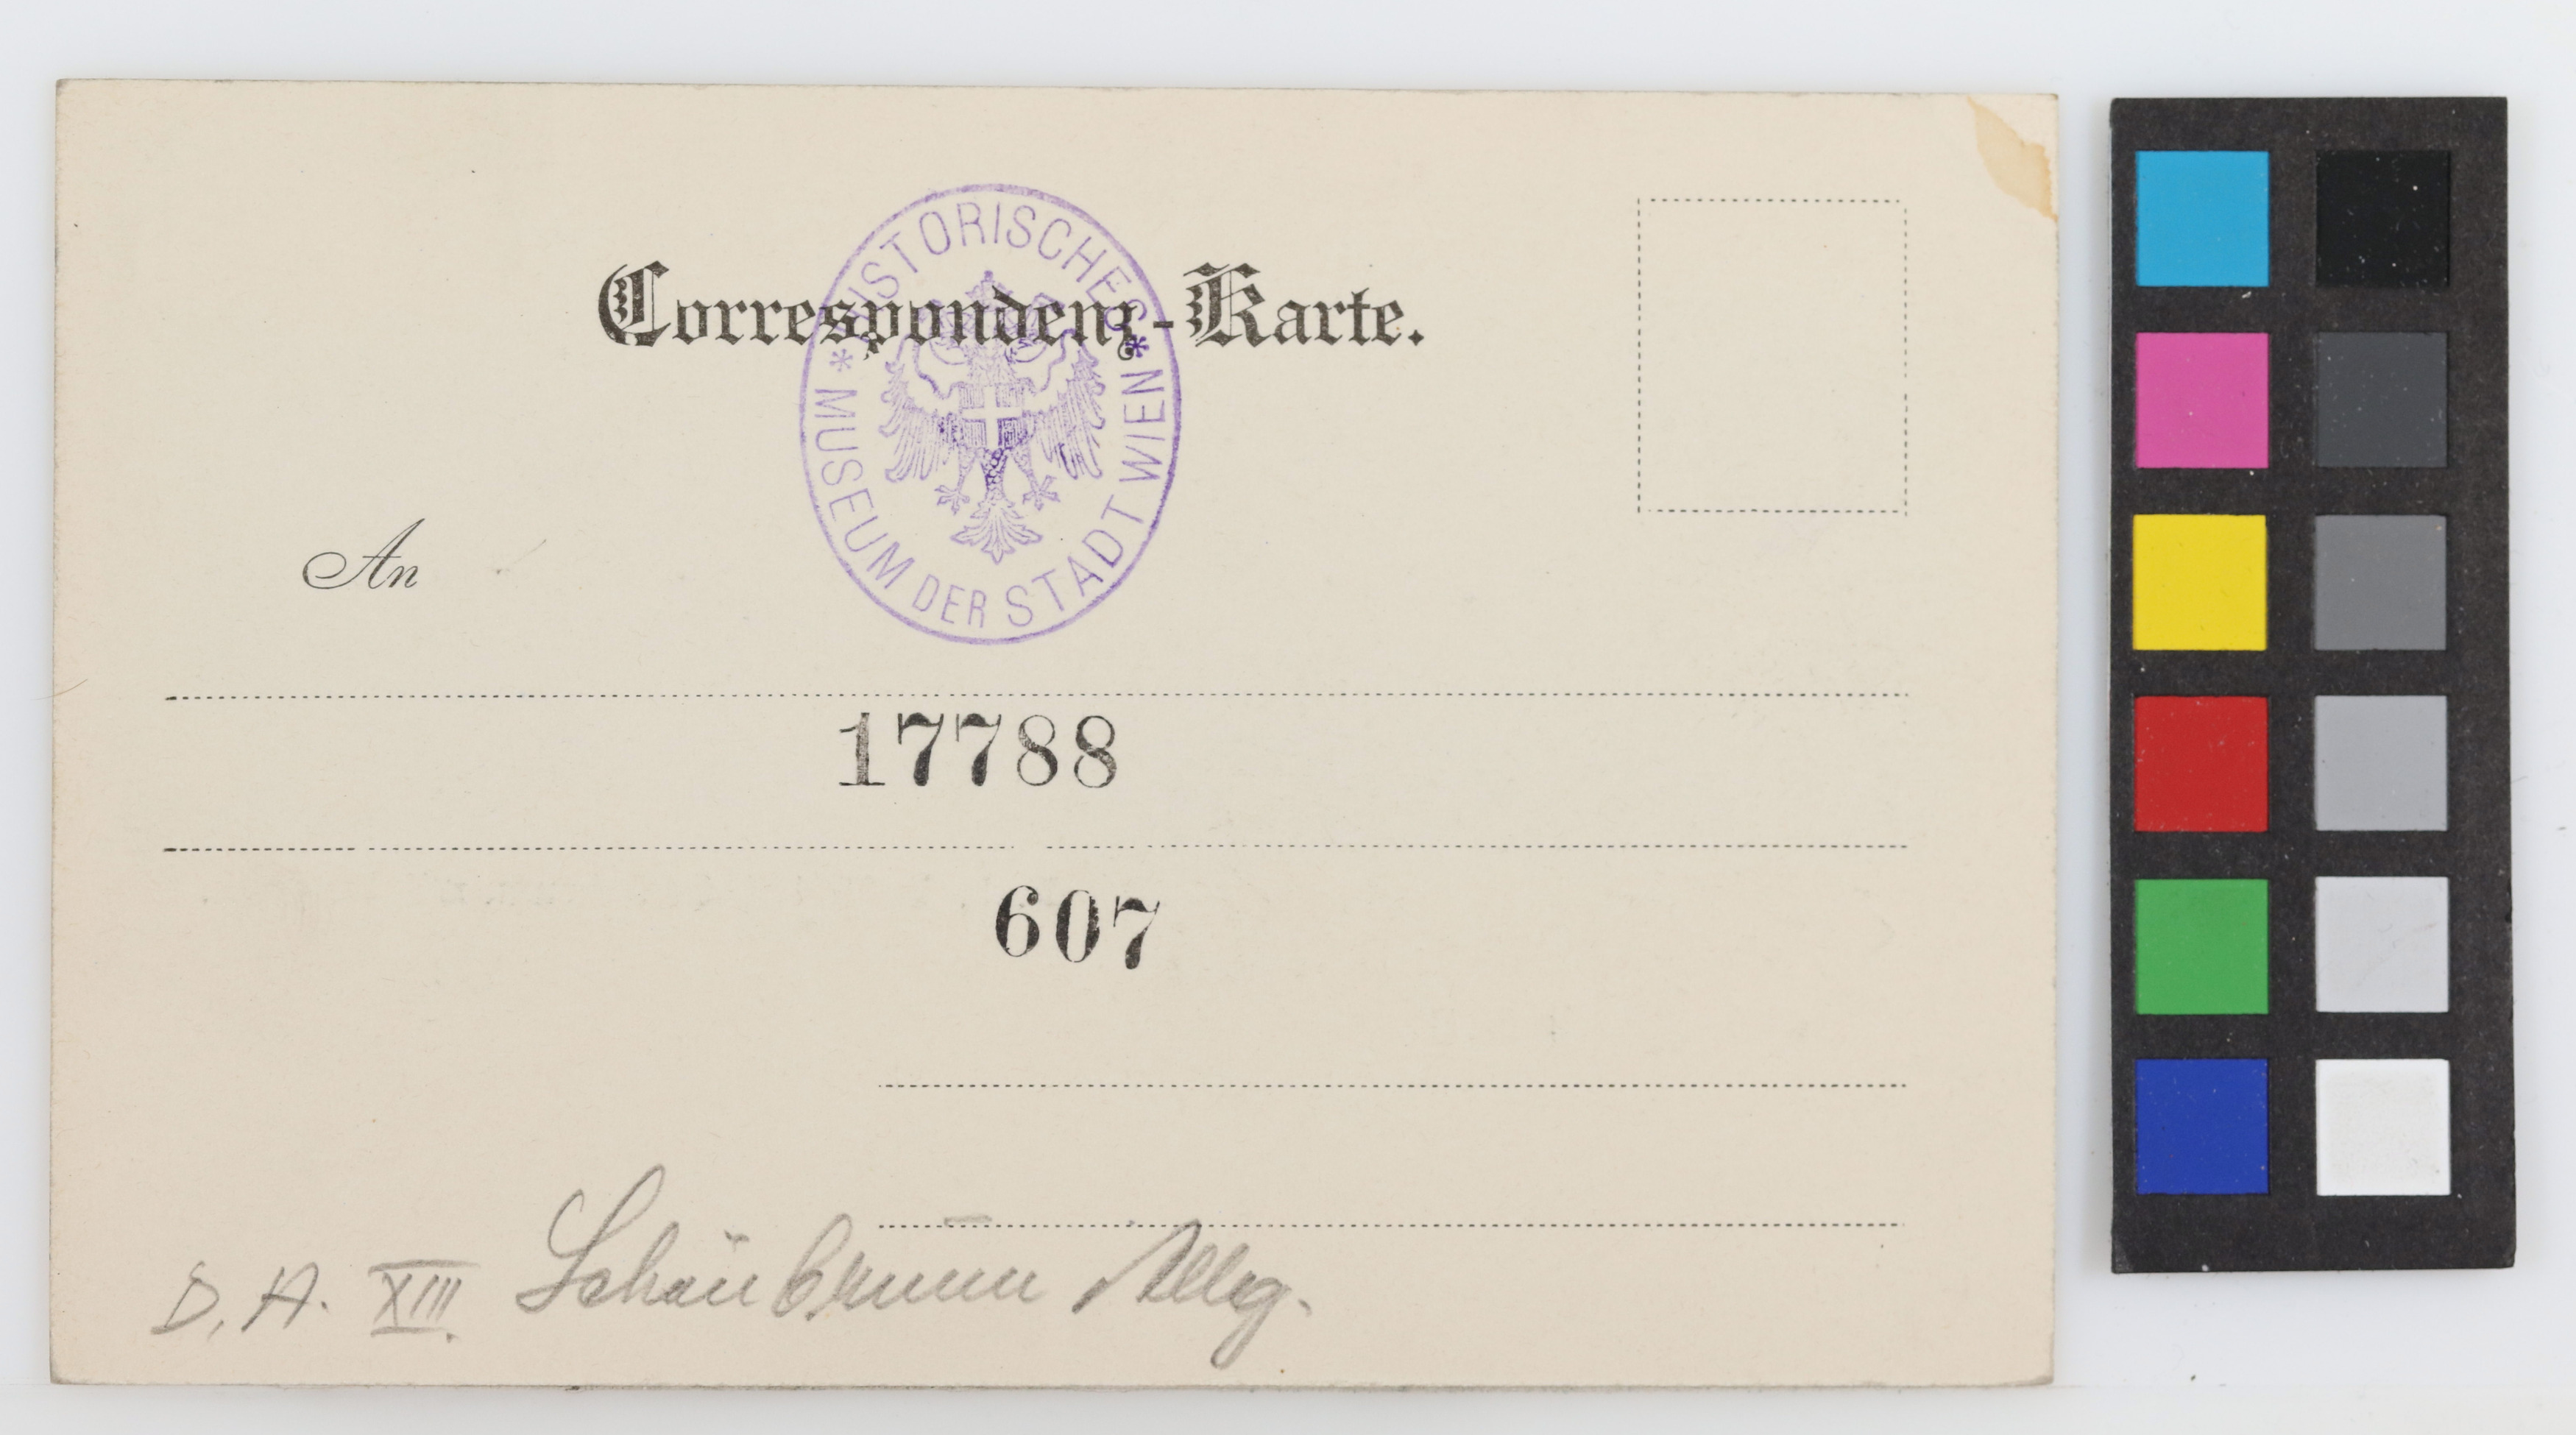 Correspondenz-Karte.
* HISTORISCHES * MUSEUM DER STADT WIEN
An
17788
607
D. A. XIII. Schönbrunn Allg.